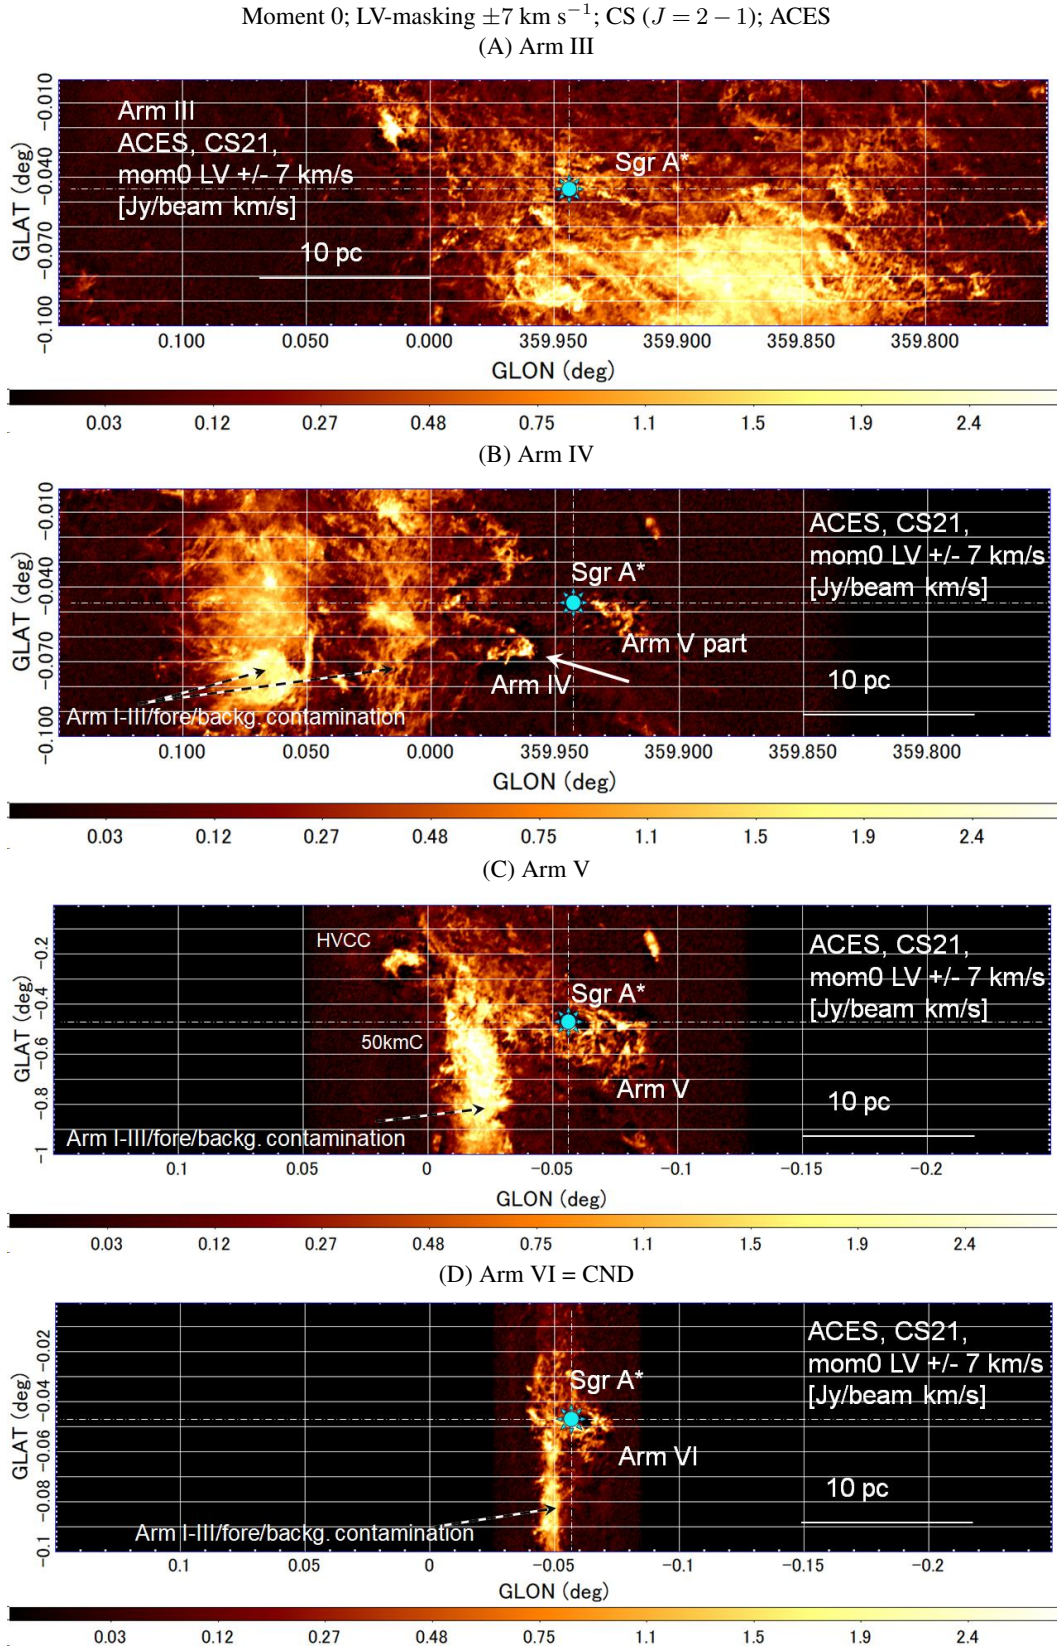 Moment 0; LV-masking ±7 km s⁻¹; CS (J = 2 − 1); ACES
(A) Arm III
Arm III
ACES, CS21,
mom0 LV +/- 7 km/s
[Jy/beam km/s]
Sgr A*
10 pc
GLAT (deg)
-0.010
-0.040
-0.070
-0.100
0.100 0.050 0.000 359.950 359.900 359.850 359.800
GLON (deg)
0.03 0.12 0.27 0.48 0.75 1.1 1.5 1.9 2.4
(B) Arm IV
ACES, CS21,
mom0 LV +/- 7 km/s
[Jy/beam km/s]
Sgr A*
Arm V part
Arm IV
10 pc
Arm I-III/fore/backg. contamination
GLAT (deg)
-0.010
-0.040
-0.070
-0.100
0.100 0.050 0.000 359.950 359.900 359.850 359.800
GLON (deg)
0.03 0.12 0.27 0.48 0.75 1.1 1.5 1.9 2.4
(C) Arm V
HVCC
ACES, CS21,
mom0 LV +/- 7 km/s
[Jy/beam km/s]
Sgr A*
50kmC
Arm V
10 pc
Arm I-III/fore/backg. contamination
GLAT (deg)
-0.2
-0.4
-0.6
-0.8
-1
0.1 0.05 0 -0.05 -0.1 -0.15 -0.2
GLON (deg)
0.03 0.12 0.27 0.48 0.75 1.1 1.5 1.9 2.4
(D) Arm VI = CND
ACES, CS21,
mom0 LV +/- 7 km/s
[Jy/beam km/s]
Sgr A*
Arm VI
10 pc
Arm I-III/fore/backg. contamination
GLAT (deg)
-0.02
-0.04
-0.06
-0.08
-0.1
0.1 0.05 0 -0.05 -0.1 -0.15 -0.2
GLON (deg)
0.03 0.12 0.27 0.48 0.75 1.1 1.5 1.9 2.4